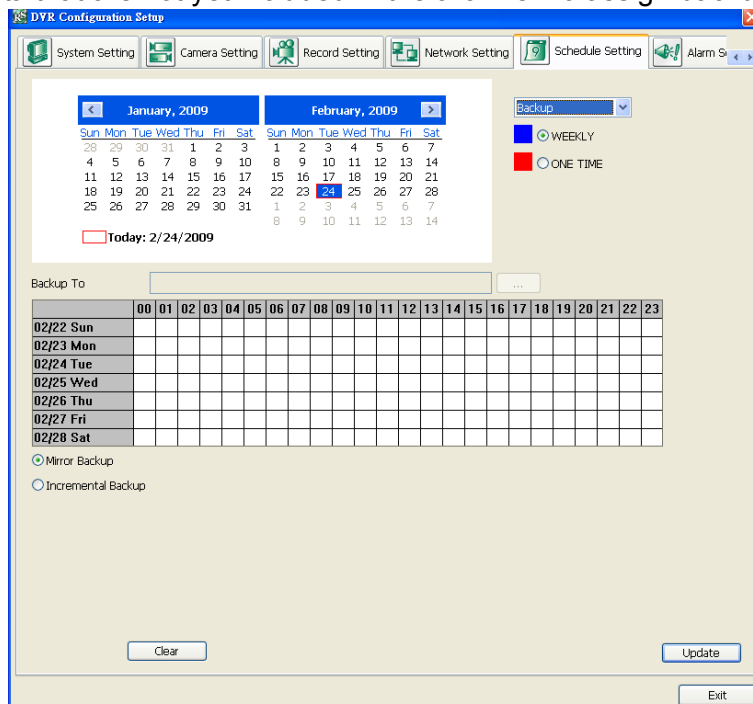 DVR Configuration Setup
System Setting Camera Setting Record Setting Network Setting Schedule Setting Alarm
January, 2009 February, 2009
Sun Mon Tue Wed Thu Fri Sat Sun Mon Tue Wed Thu Fri Sat
28 29 30 31 1 2 3 1 2 3 4 5 6 7
4 5 6 7 8 9 10 8 9 10 11 12 13 14
11 12 13 14 15 16 17 15 16 17 18 19 20 21
18 19 20 21 22 23 24 22 23 24 25 26 27 28
25 26 27 28 29 30 31 1 2 3 4 5 6 7
8 9 10 11 12 13 14
Today: 2/24/2009
Backup
WEEKLY
ONE TIME
Backup To ...
00 01 02 03 04 05 06 07 08 09 10 11 12 13 14 15 16 17 18 19 20 21 22 23
02/22 Sun
02/23 Mon
02/24 Tue
02/25 Wed
02/26 Thu
02/27 Fri
02/28 Sat
Mirror Backup
Incremental Backup
Clear Update
Exit